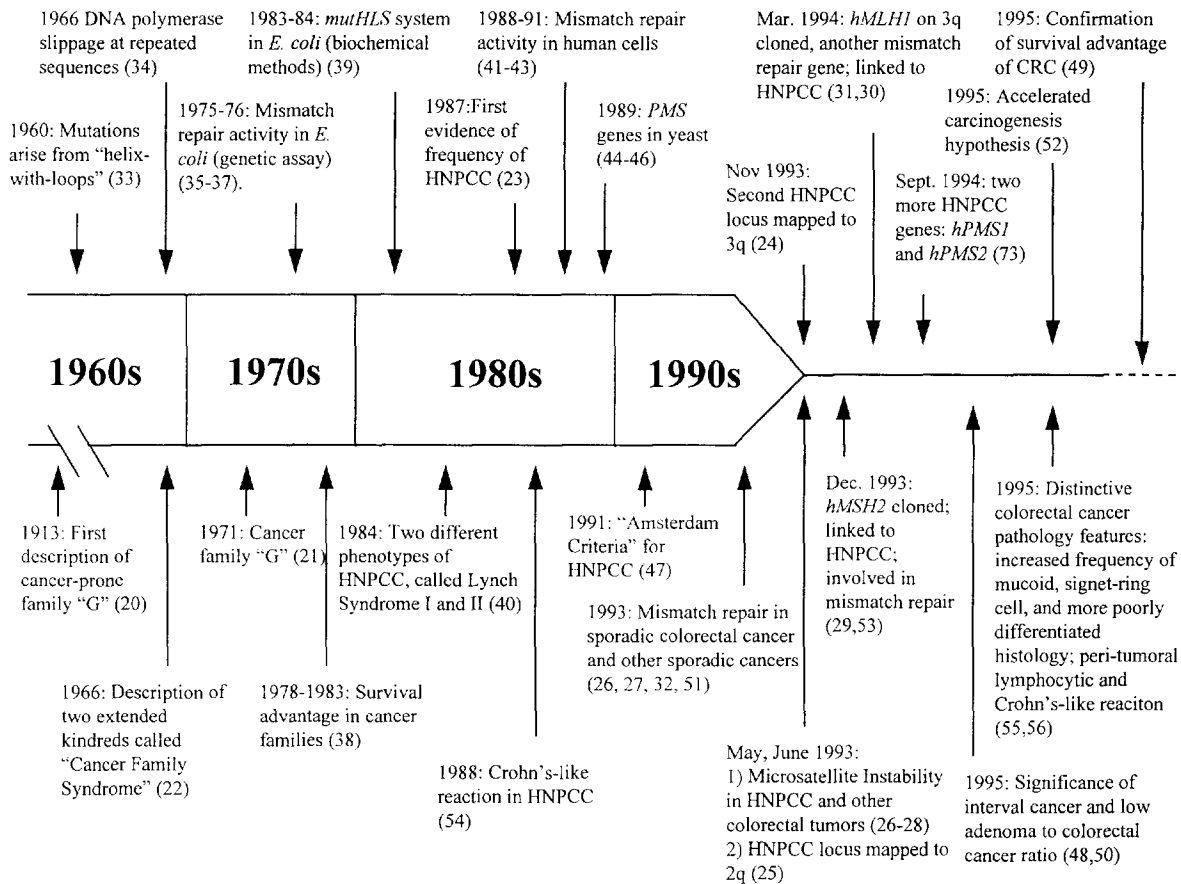 1966 DNA polymerase
slippage at repeated
sequences (34)
1983-84: mutHLS system
in E. coli (biochemical
methods) (39)
1988-91: Mismatch repair
activity in human cells
(41-43)
Mar. 1994: hMLH1 on 3q
cloned, another mismatch
repair gene; linked to
HNPCC (31,30)
1995: Confirmation
of survival advantage
of CRC (49)
1960: Mutations
arise from “helix-
with-loops” (33)
1975-76: Mismatch
repair activity in E.
coli (genetic assay)
(35-37).
1987:First
evidence of
frequency of
HNPCC (23)
1989: PMS
genes in yeast
(44-46)
Nov 1993:
Second HNPCC
locus mapped to
3q (24)
Sept. 1994: two
more HNPCC
genes: hPMS1
and hPMS2 (73)
1995: Accelerated
carcinogenesis
hypothesis (52)
1960s
1970s
1980s
1990s
1913: First
description of
cancer-prone
family “G” (20)
1971: Cancer
family “G” (21)
1984: Two different
phenotypes of
HNPCC, called Lynch
Syndrome I and II (40)
1991: “Amsterdam
Criteria” for
HNPCC (47)
1993: Mismatch repair in
sporadic colorectal cancer
and other sporadic cancers
(26, 27, 32, 51)
Dec. 1993:
hMSH2 cloned;
linked to
HNPCC;
involved in
mismatch repair
(29,53)
1995: Distinctive
colorectal cancer
pathology features:
increased frequency of
mucoid, signet-ring
cell, and more poorly
differentiated
histology; peri-tumoral
lymphocytic and
Crohn's-like reaciton
(55,56)
1966: Description of
two extended
kindreds called
“Cancer Family
Syndrome” (22)
1978-1983: Survival
advantage in cancer
families (38)
1988: Crohn's-like
reaction in HNPCC
(54)
May, June 1993:
1) Microsatellite Instability
in HNPCC and other
colorectal tumors (26-28)
2) HNPCC locus mapped to
2q (25)
1995: Significance of
interval cancer and low
adenoma to colorectal
cancer ratio (48,50)